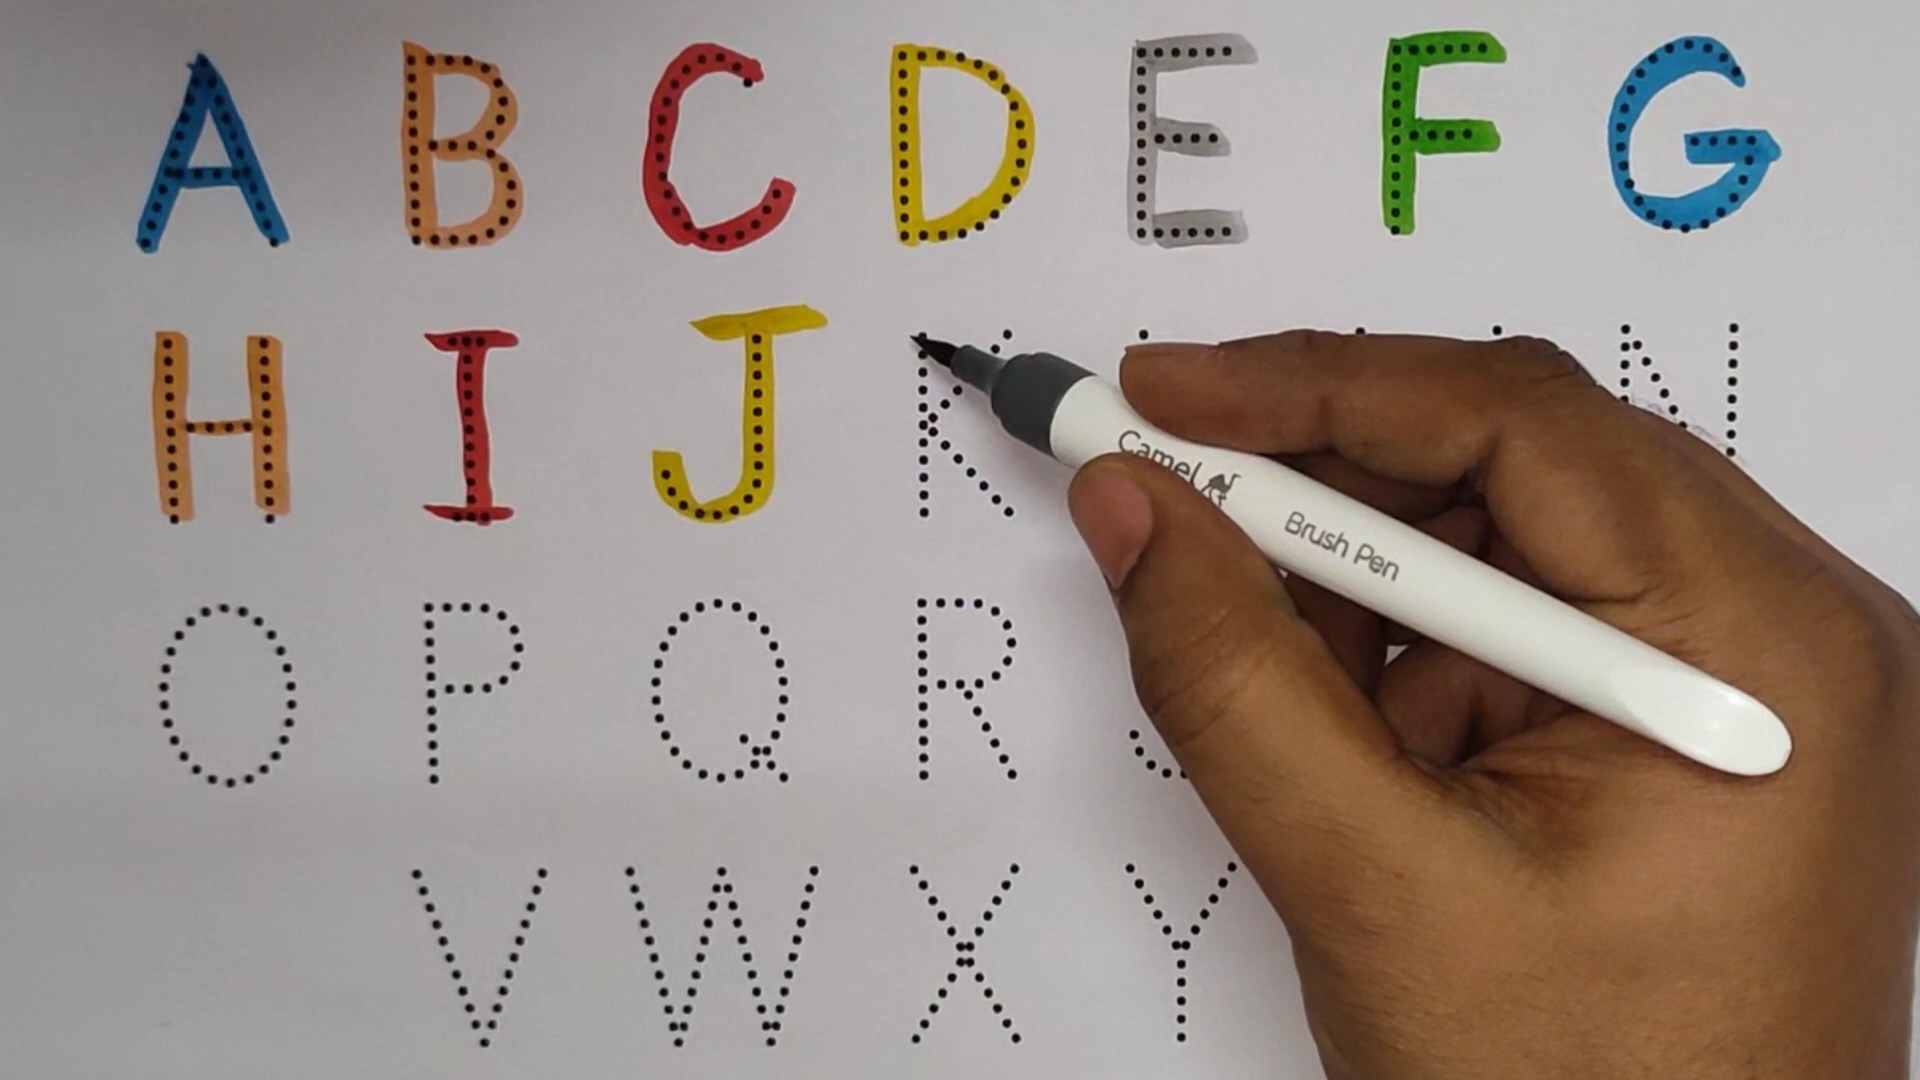 A B C D E F G
H I J K N
O P Q R
V W X Y
Camel
Brush Pen